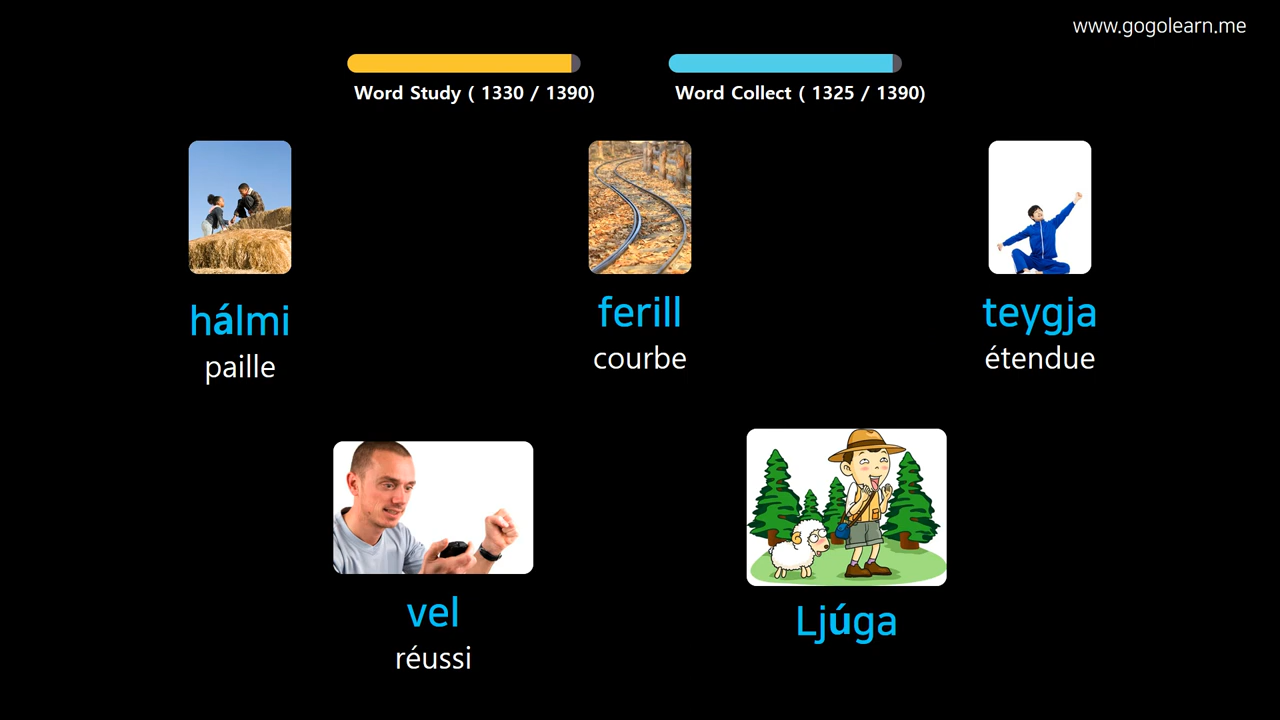 www.gogolearn.me
Word Study ( 1330 / 1390)
Word Collect ( 1325 / 1390)
hálmi
paille
ferill
courbe
teygja
étendue
vel
réussi
Ljúga